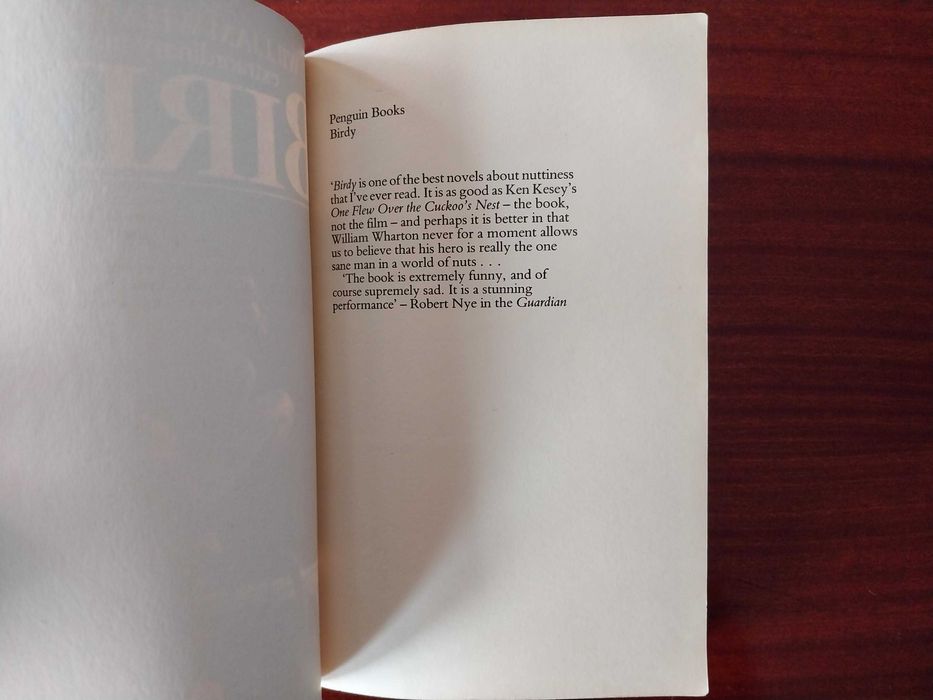 Penguin Books
Birdy
‘Birdy is one of the best novels about nuttiness
that I’ve ever read. It is as good as Ken Kesey’s
One Flew Over the Cuckoo’s Nest – the book,
not the film – and perhaps it is better in that
William Wharton never for a moment allows
us to believe that his hero is really the one
sane man in a world of nuts . . .
‘The book is extremely funny, and of
course supremely sad. It is a stunning
performance’ – Robert Nye in the Guardian